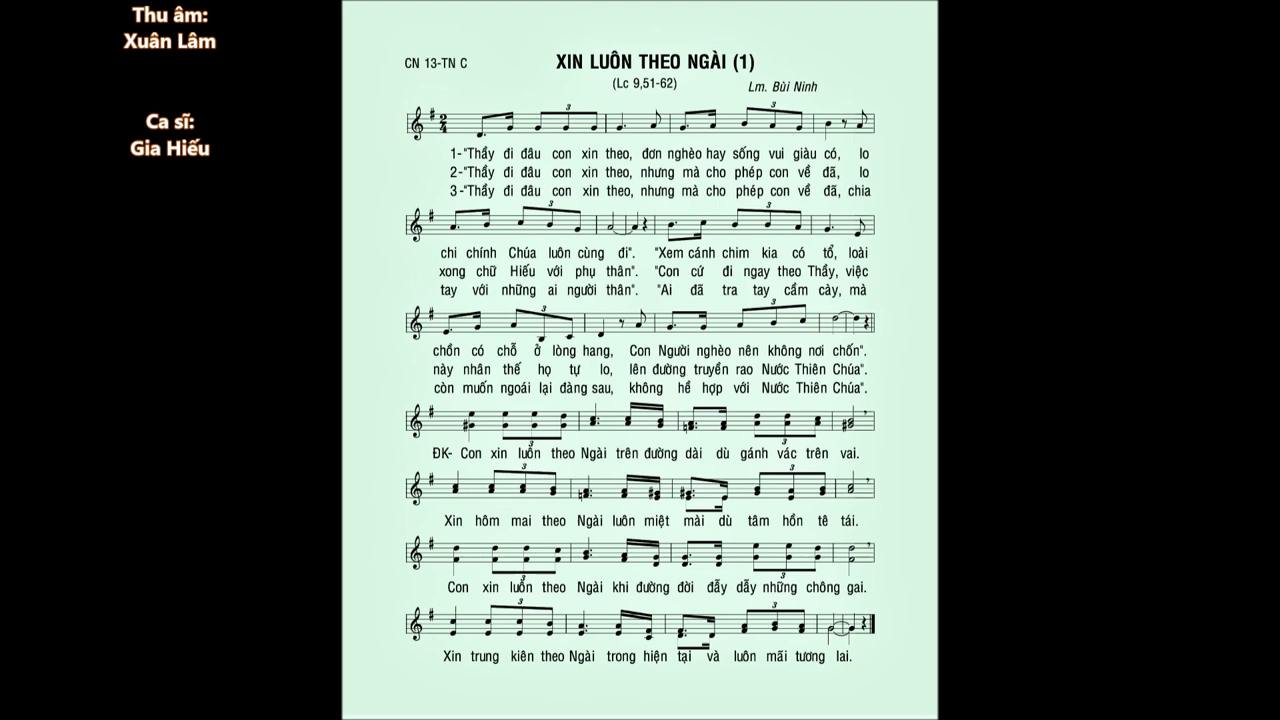 Thu âm:
Xuân Lâm
Ca sĩ:
Gia Hiếu
CN 13-TN C
XIN LUÔN THEO NGÀI (1)
(Lc 9,51-62)
Lm. Bùi Ninh
1-"Thầy đi đâu con xin theo, đơn nghèo hay sống vui giàu có, lo
2-"Thầy đi đâu con xin theo, nhưng mà cho phép con về đã, lo
3-"Thầy đi đâu con xin theo, nhưng mà cho phép con về đã, chia
chi chính Chúa luôn cùng đi". "Xem cánh chim kia có tổ, loài
xong chữ Hiếu với phụ thân". "Con cứ đi ngay theo Thầy, việc
tay với những ai người thân". "Ai đã tra tay cầm cày, mà
chồn có chỗ ở lòng hang, Con Người nghèo nên không nơi chốn".
này nhân thế họ tự lo, lên đường truyền rao Nước Thiên Chúa".
còn muốn ngoái lại đàng sau, không hề hợp với Nước Thiên Chúa".
ĐK- Con xin luôn theo Ngài trên đường dài dù gánh vác trên vai.
Xin hôm mai theo Ngài luôn miệt mài dù tâm hồn tê tái.
Con xin luôn theo Ngài khi đường đời đẫy dẫy những chông gai.
Xin trung kiên theo Ngài trong hiện tại và luôn mãi tương lai.